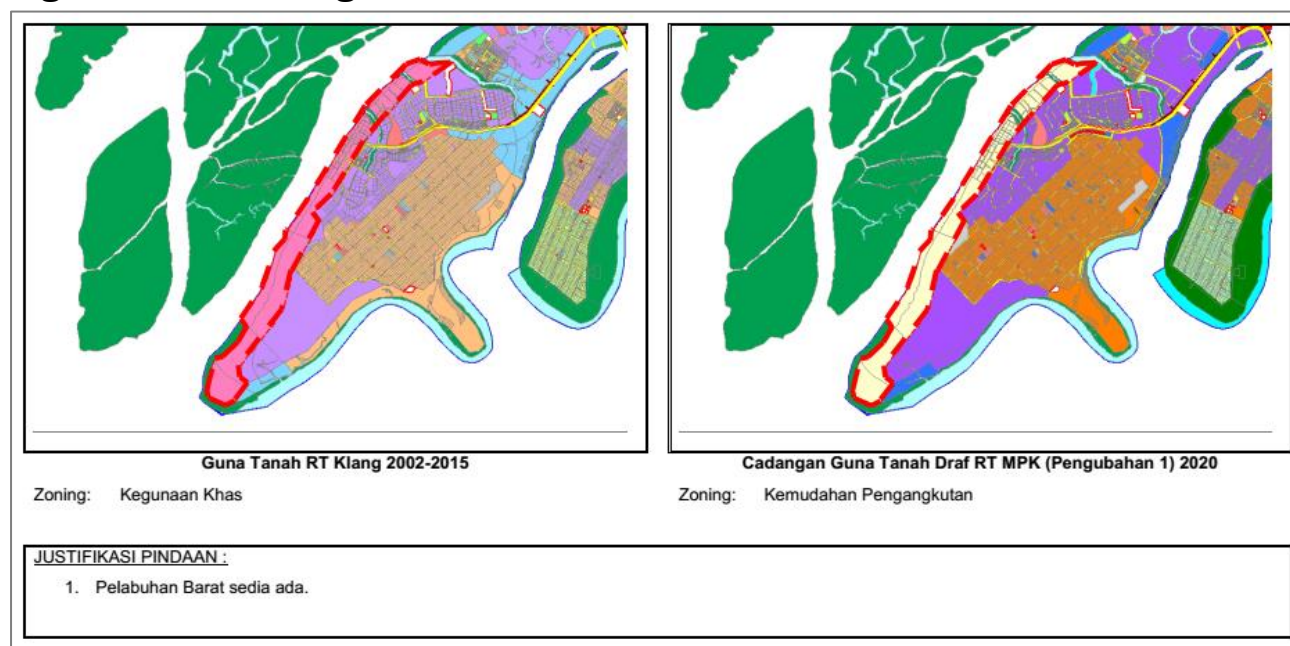 Guna Tanah RT Klang 2002-2015
Zoning: Kegunaan Khas
Cadangan Guna Tanah Draf RT MPK (Pengubahan 1) 2020
Zoning: Kemudahan Pengangkutan
JUSTIFIKASI PINDAAN :
1. Pelabuhan Barat sedia ada.